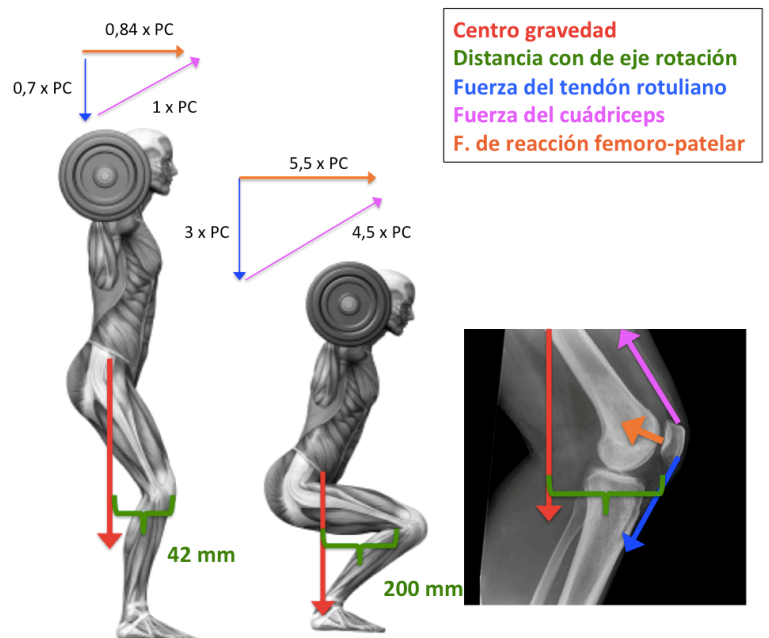 0,84 x PC
0,7 x PC
1 x PC
Centro gravedad
Distancia con de eje rotación
Fuerza del tendón rotuliano
Fuerza del cuádriceps
F. de reacción femoro-patelar
5,5 x PC
3 x PC
4,5 x PC
42 mm
200 mm